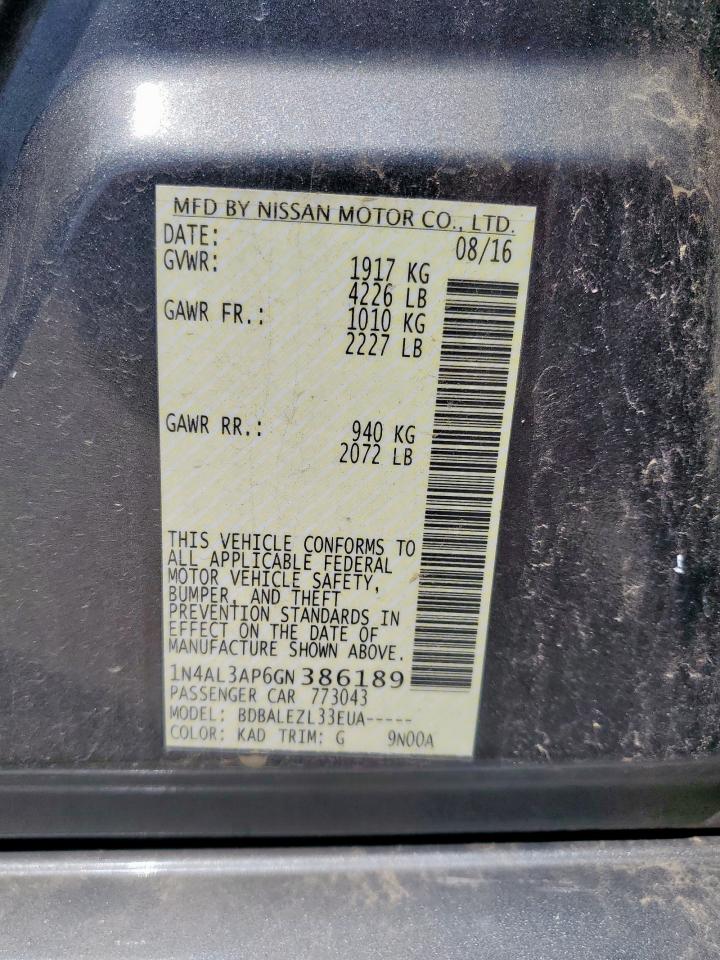 MFD BY NISSAN MOTOR CO., LTD.
DATE: 08/16
GVWR: 1917 KG
4226 LB
GAWR FR.: 1010 KG
2227 LB
GAWR RR.: 940 KG
2072 LB
THIS VEHICLE CONFORMS TO
ALL APPLICABLE FEDERAL
MOTOR VEHICLE SAFETY,
BUMPER, AND THEFT
PREVENTION STANDARDS IN
EFFECT ON THE DATE OF
MANUFACTURE SHOWN ABOVE.
1N4AL3AP6GN386189
PASSENGER CAR 773043
MODEL: BDBALEZL33EUA-----
COLOR: KAD TRIM: G 9N00A